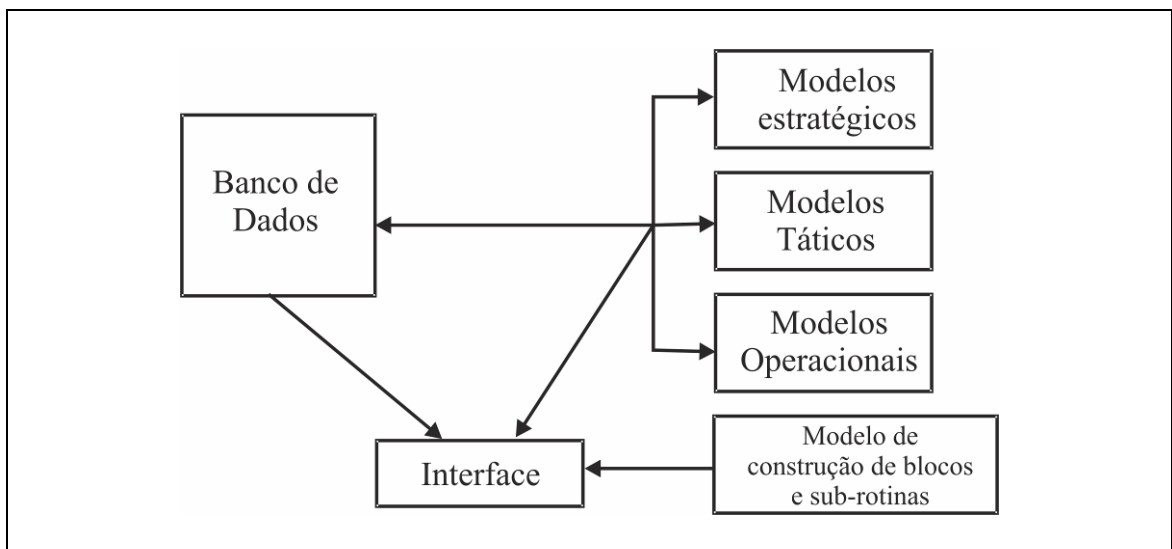 Banco de
Dados
Modelos
estratégicos
Modelos
Táticos
Modelos
Operacionais
Interface
Modelo de
construção de blocos
e sub-rotinas